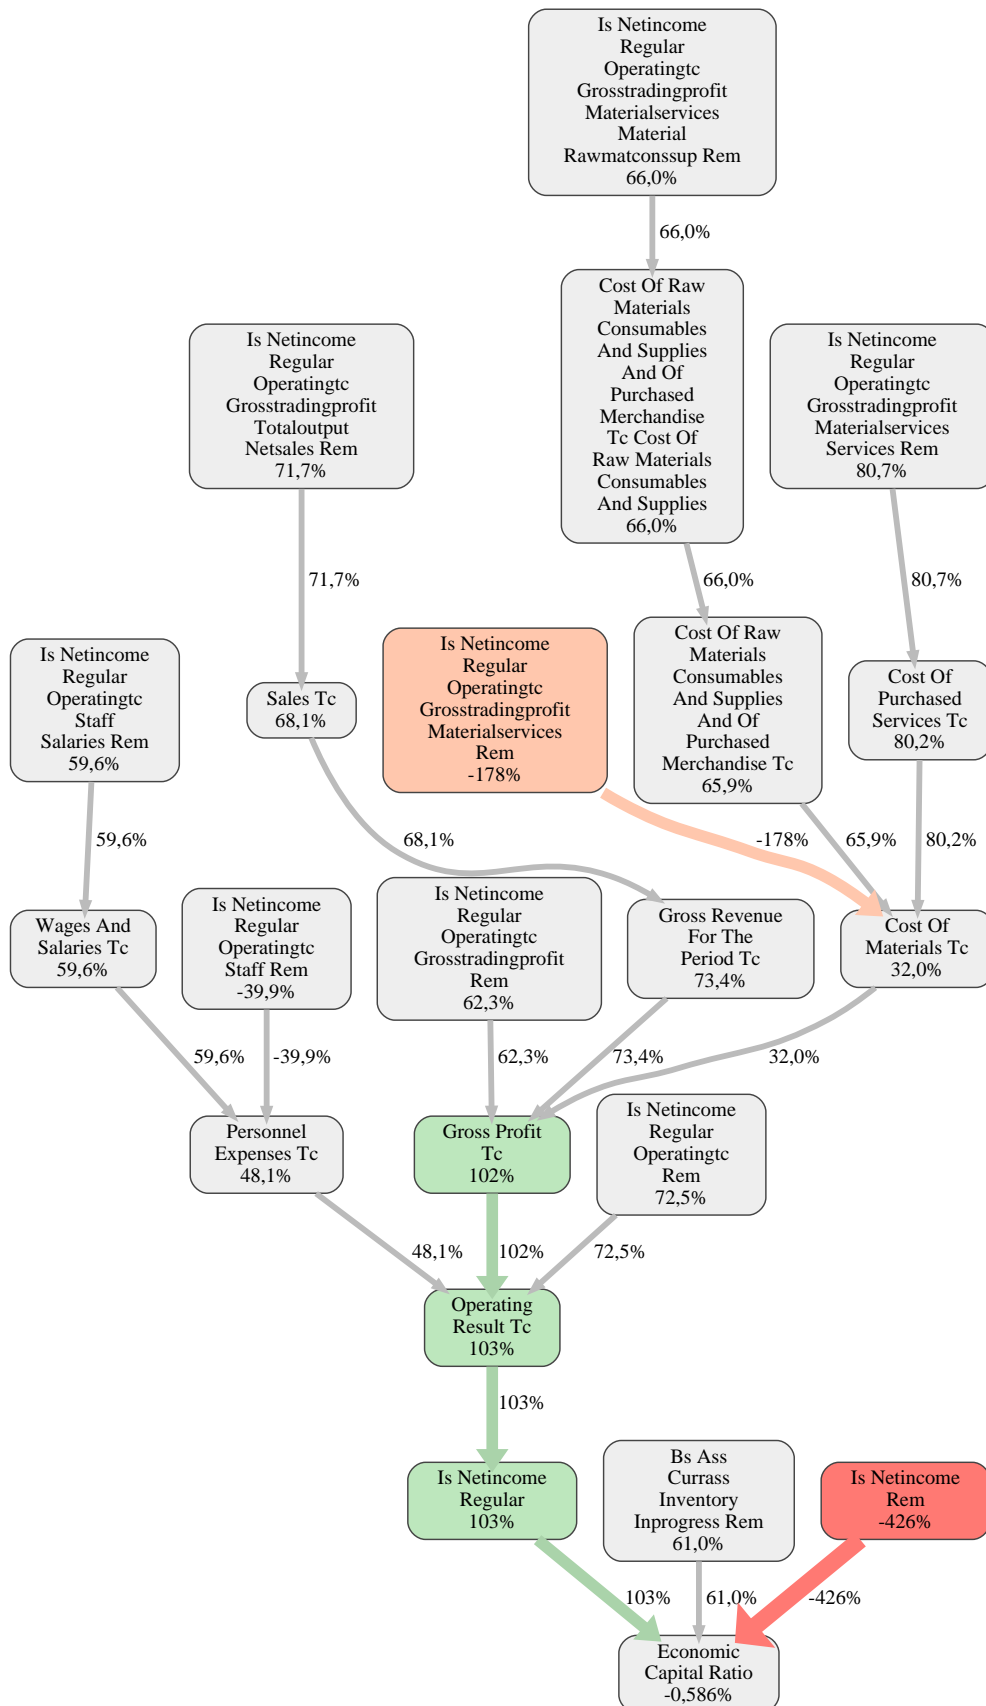 Is Netincome
Regular
Operatingtc
Grosstradingprofit
Materialservices
Material
Rawmatconssup Rem
66,0%
66,0%
Cost Of Raw
Materials
Consumables
And Supplies
And Of
Purchased
Merchandise
Tc Cost Of
Raw Materials
Consumables
And Supplies
66,0%
Is Netincome
Regular
Operatingtc
Grosstradingprofit
Totaloutput
Netsales Rem
71,7%
Is Netincome
Regular
Operatingtc
Grosstradingprofit
Materialservices
Services Rem
80,7%
71,7%
66,0%
80,7%
Is Netincome
Regular
Operatingtc
Staff
Salaries Rem
59,6%
Sales Tc
68,1%
Is Netincome
Regular
Operatingtc
Grosstradingprofit
Materialservices
Rem
-178%
Cost Of Raw
Materials
Consumables
And Supplies
And Of
Purchased
Merchandise Tc
65,9%
Cost Of
Purchased
Services Tc
80,2%
59,6%
68,1%
-178%
65,9%
80,2%
Wages And
Salaries Tc
59,6%
Is Netincome
Regular
Operatingtc
Staff Rem
-39,9%
Is Netincome
Regular
Operatingtc
Grosstradingprofit
Rem
62,3%
Gross Revenue
For The
Period Tc
73,4%
Cost Of
Materials Tc
32,0%
59,6%
-39,9%
62,3%
73,4%
32,0%
Personnel
Expenses Tc
48,1%
Gross Profit
Tc
102%
Is Netincome
Regular
Operatingtc
Rem
72,5%
48,1%
102%
72,5%
Operating
Result Tc
103%
103%
Is Netincome
Regular
103%
Bs Ass
Currass
Inventory
Inprogress Rem
61,0%
Is Netincome
Rem
-426%
103%
61,0%
-426%
Economic
Capital Ratio
-0,586%